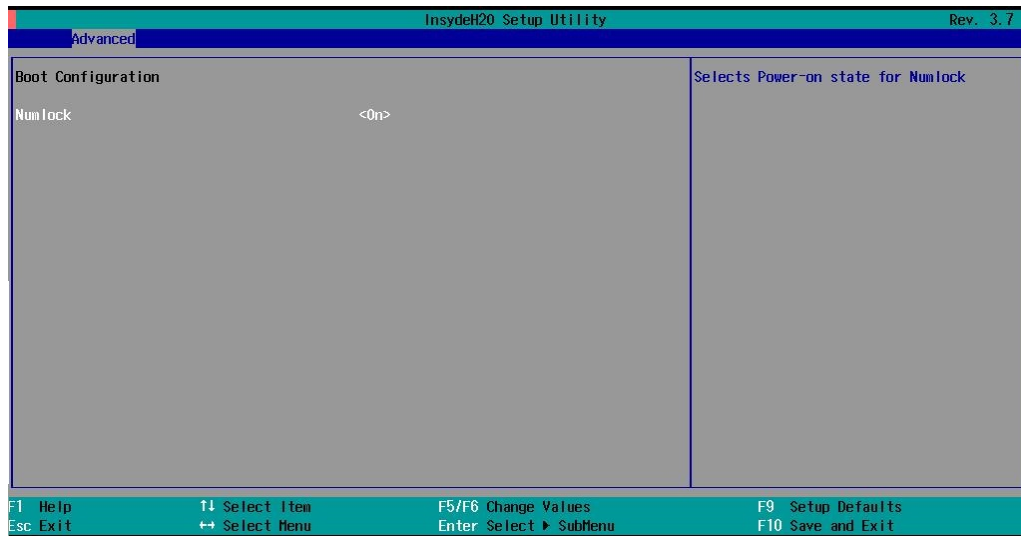 InsydeH20 Setup Utility Rev. 3.7
Advanced
Boot Configuration
Selects Power-on state for Numlock
Numlock <On>
F1 Help ↑↓ Select Item F5/F6 Change Values F9 Setup Defaults
Esc Exit ↔ Select Menu Enter Select ▶ SubMenu F10 Save and Exit